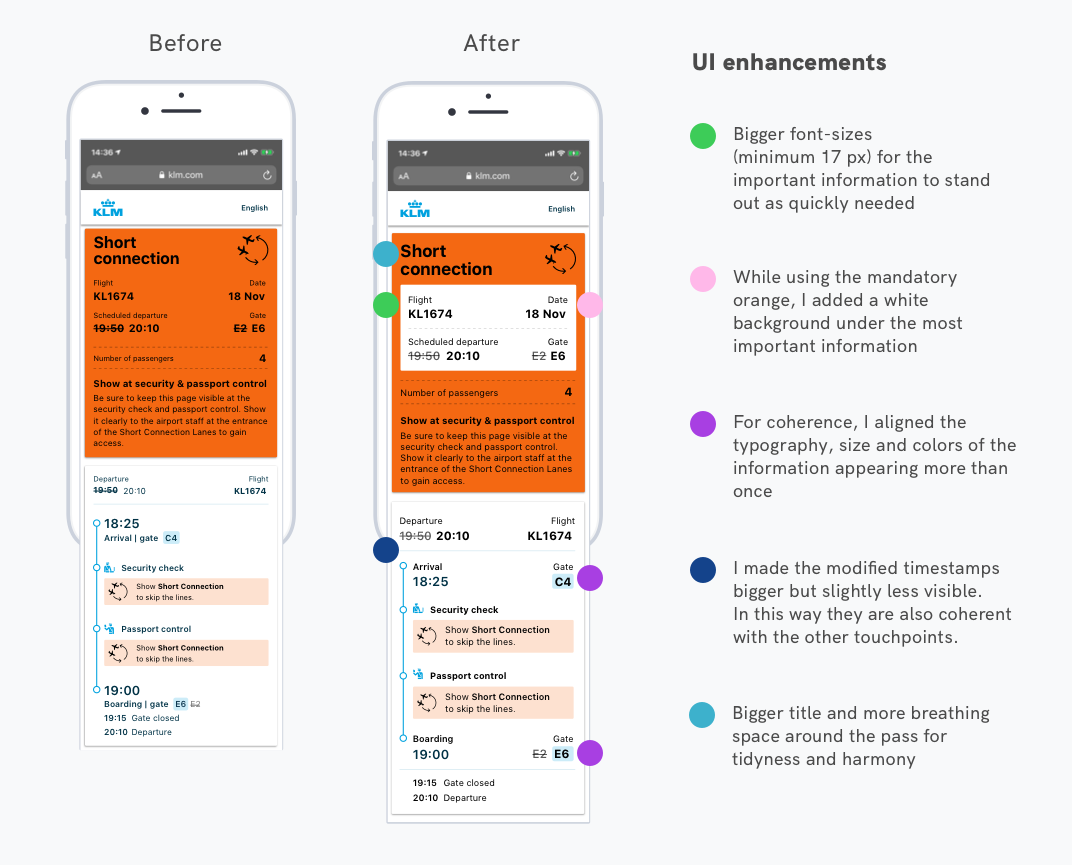 Before
14:36
AA
klm.com
KLM
English
Short
connection
Flight
Date
KL1674
18 Nov
Scheduled departure
Gate
19:50 20:10
E2 E6
Number of passengers
4
Show at security & passport control
Be sure to keep this page visible at the
security check and passport control. Show
it clearly to the airport staff at the entrance
of the Short Connection Lanes to gain
access.
Departure
Flight
19:50 20:10
KL1674
18:25
Arrival | gate C4
Security check
Show Short Connection
to skip the lines.
Passport control
Show Short Connection
to skip the lines.
19:00
Boarding | gate E6 E2
19:15 Gate closed
20:10 Departure
After
14:36
AA
klm.com
KLM
English
Short
connection
Flight
Date
KL1674
18 Nov
Scheduled departure
Gate
19:50 20:10
E2 E6
Number of passengers
4
Show at security & passport control
Be sure to keep this page visible at the
security check and passport control.
Show it clearly to the airport staff at the
entrance of the Short Connection Lanes
to gain access.
Departure
Flight
19:50 20:10
KL1674
Arrival
Gate
18:25
C4
Security check
Show Short Connection
to skip the lines.
Passport control
Show Short Connection
to skip the lines.
Boarding
Gate
19:00
E2 E6
19:15 Gate closed
20:10 Departure
UI enhancements
Bigger font-sizes
(minimum 17 px) for the
important information to stand
out as quickly needed
While using the mandatory
orange, I added a white
background under the most
important information
For coherence, I aligned the
typography, size and colors of the
information appearing more than
once
I made the modified timestamps
bigger but slightly less visible.
In this way they are also coherent
with the other touchpoints.
Bigger title and more breathing
space around the pass for
tidyness and harmony